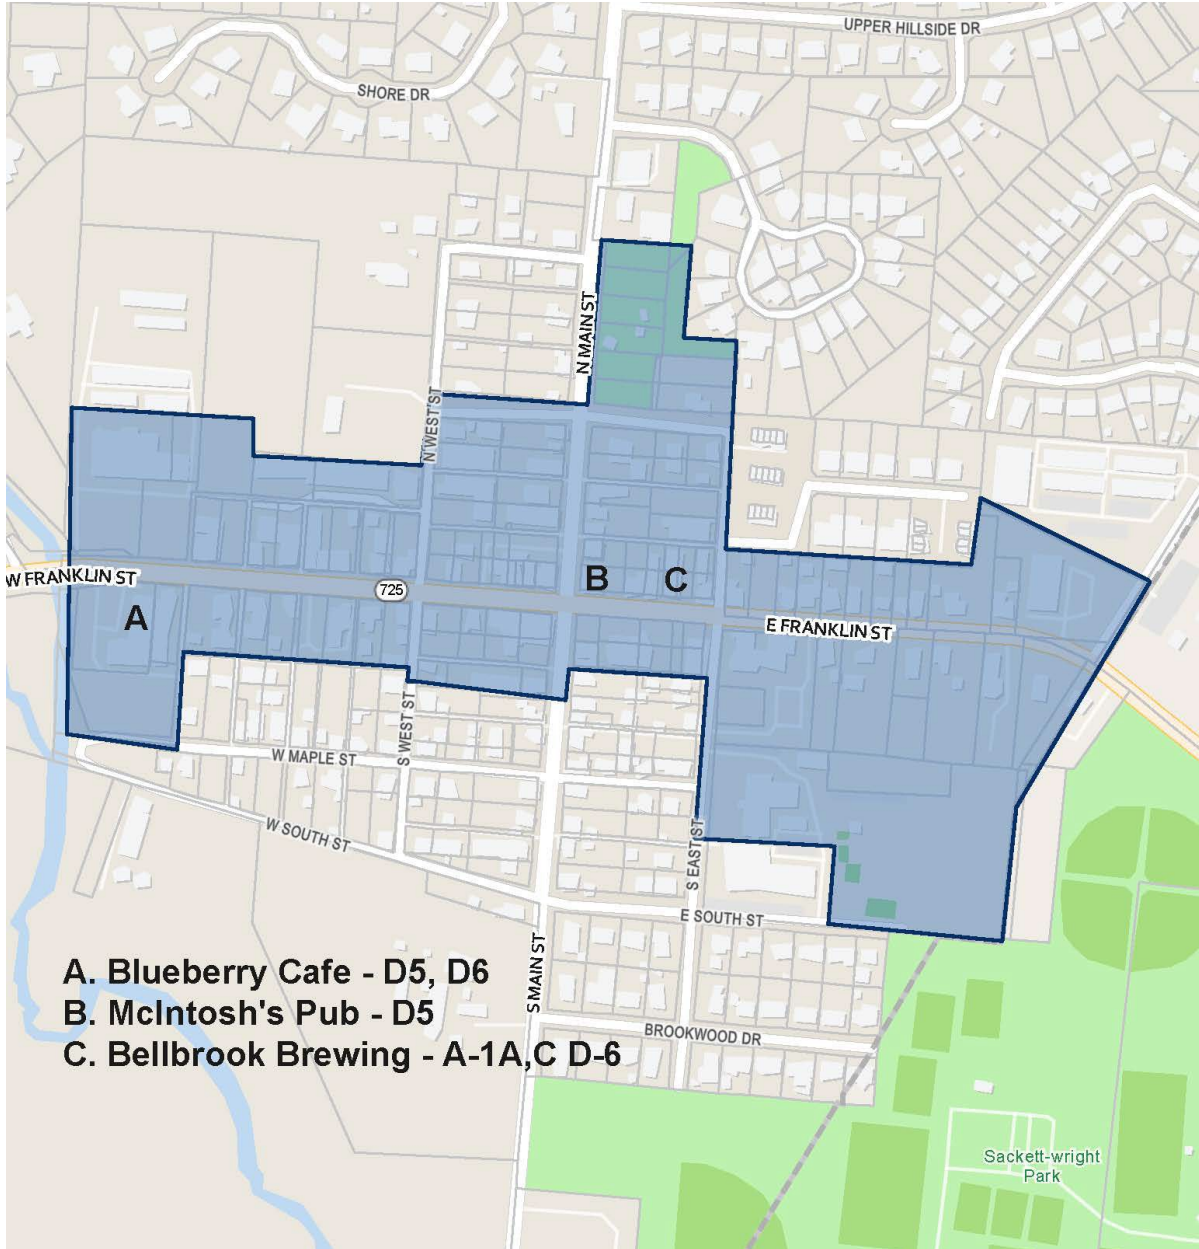 UPPER HILLSIDE DR
SHORE DR
N MAIN ST
N WEST ST
W FRANKLIN ST
725
B
C
A
E FRANKLIN ST
S WEST ST
W MAPLE ST
W SOUTH ST
S EAST ST
E SOUTH ST
S MAIN ST
A. Blueberry Cafe - D5, D6
B. McIntosh's Pub - D5
C. Bellbrook Brewing - A-1A,C D-6
BROOKWOOD DR
Sackett-wright
Park